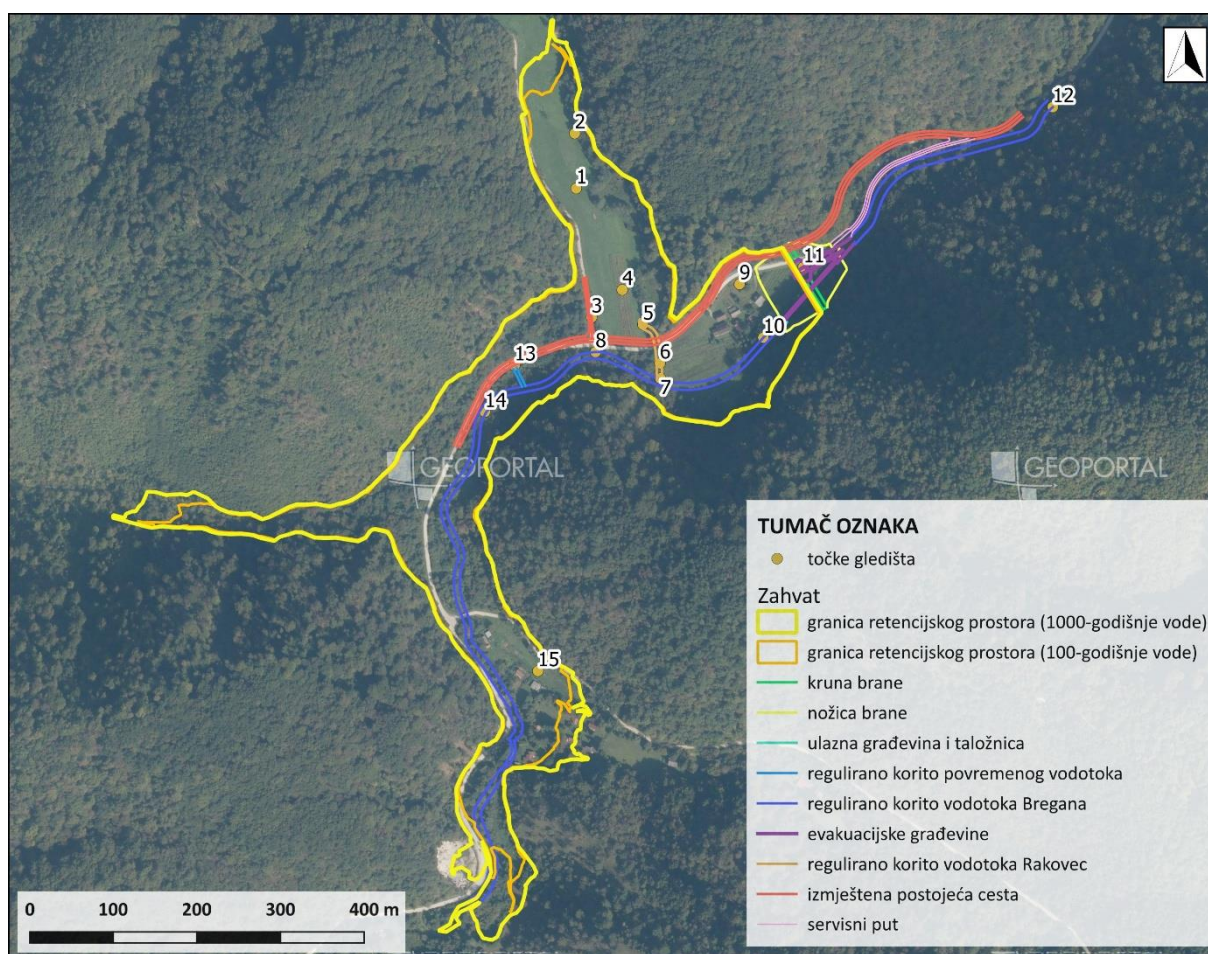 12
2
1
11
9
4
3
5
10
8
6
13
7
14
GEOPORTAL
GEOPORTAL
15
TUMAČ OZNAKA
točke gledišta
Zahvat
granica retencijskog prostora (1000-godišnje vode)
granica retencijskog prostora (100-godišnje vode)
kruna brane
nožica brane
ulazna građevina i taložnica
regulirano korito povremenog vodotoka
regulirano korito vodotoka Bregana
evakuacijske građevine
regulirano korito vodotoka Rakovec
izmještena postojeća cesta
servisni put
0 100 200 300 400 m